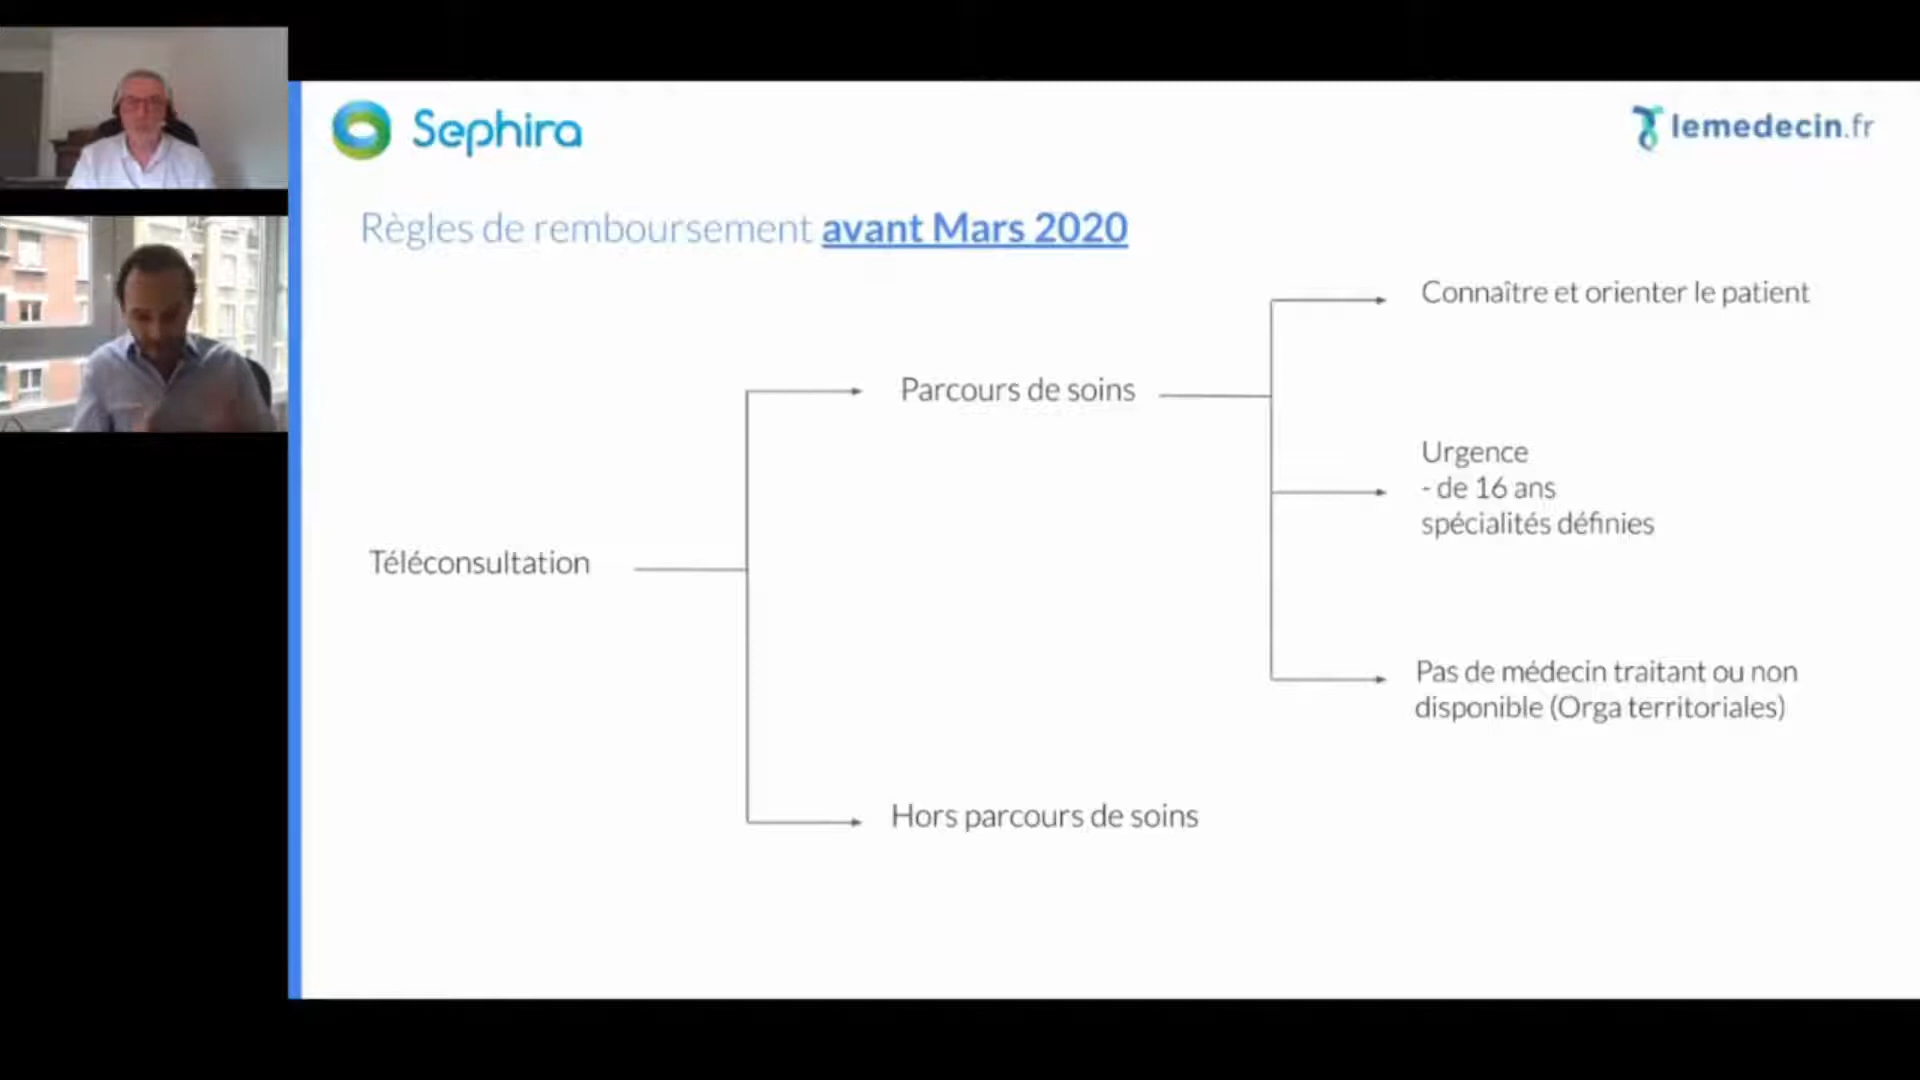 Sephira
lemedecin.fr
Règles de remboursement avant Mars 2020
Connaître et orienter le patient
Parcours de soins
Urgence
- de 16 ans
spécialités définies
Téléconsultation
Pas de médecin traitant ou non
disponible (Orga territoriales)
Hors parcours de soins